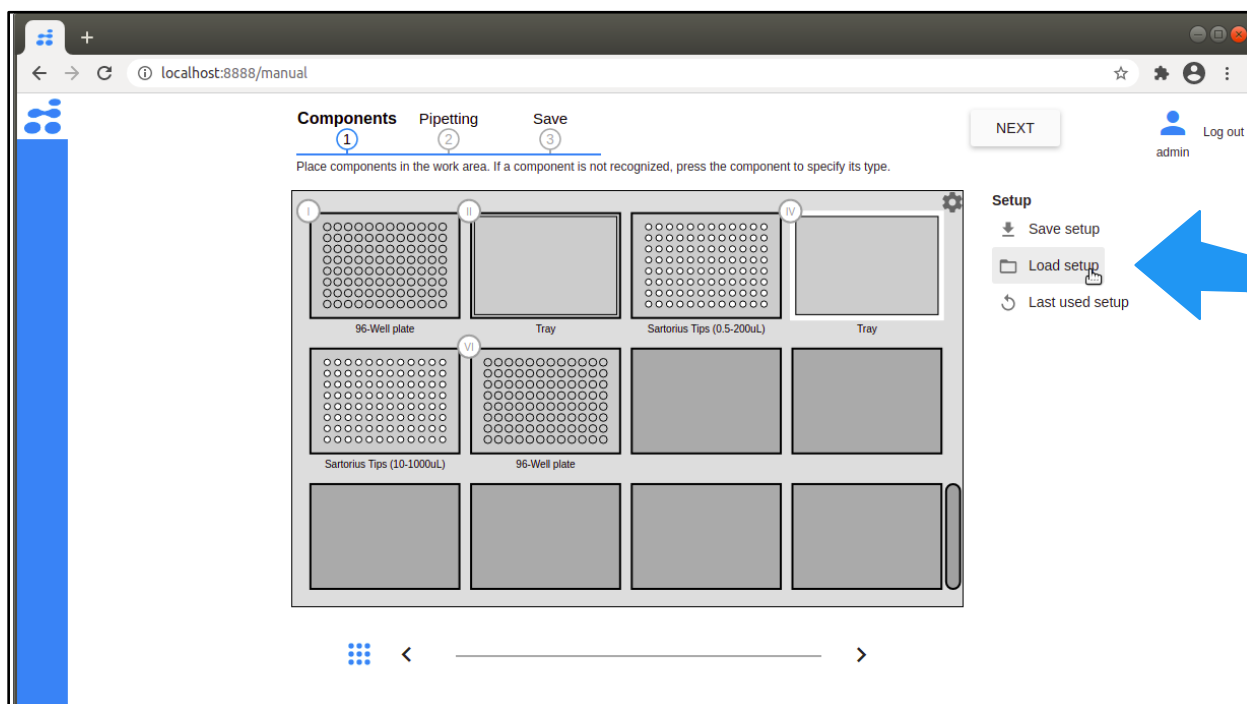 +
localhost:8888/manual
Components Pipetting Save
1 2 3
NEXT
admin
Log out
Place components in the work area. If a component is not recognized, press the component to specify its type.
I II IV
96-Well plate Tray Sartorius Tips (0.5-200uL) Tray
VI
Sartorius Tips (10-1000uL) 96-Well plate
Setup
Save setup
Load setup
Last used setup